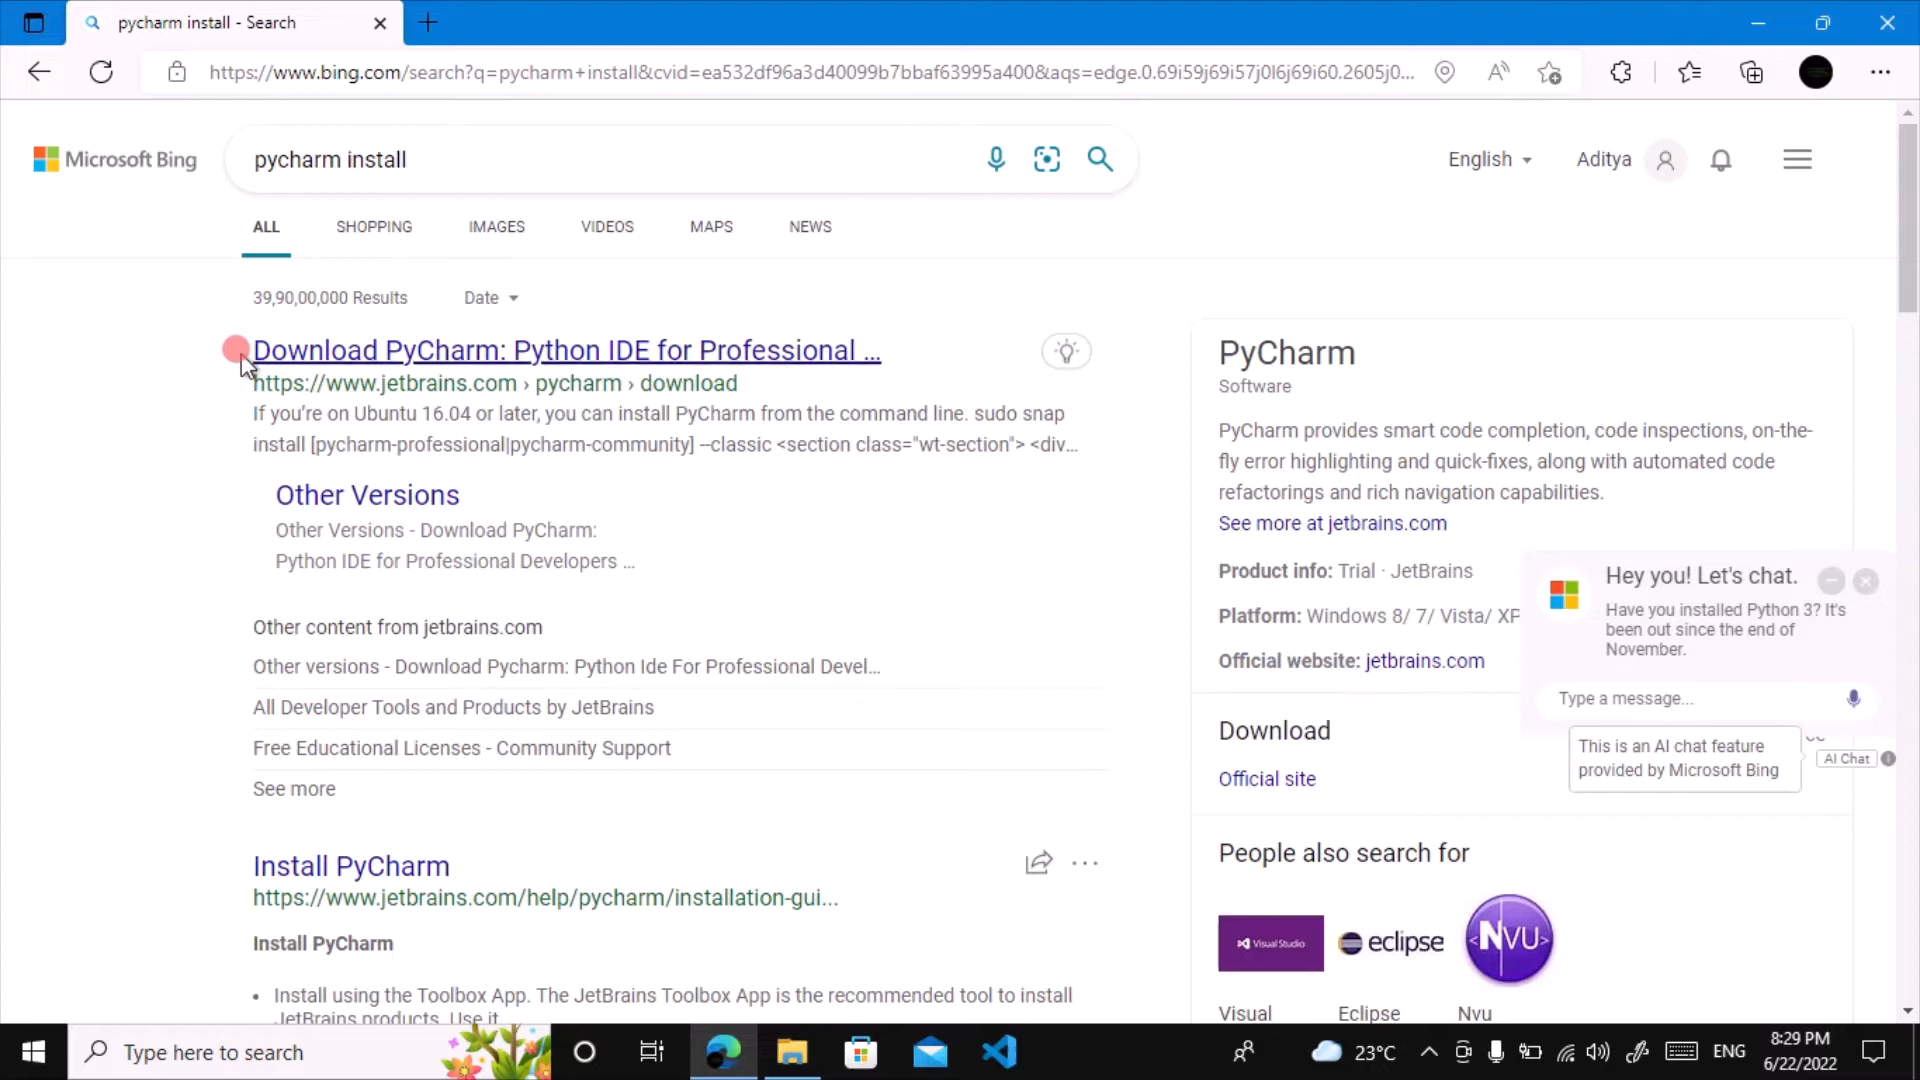 pycharm install - Search
https://www.bing.com/search?q=pycharm+install&cvid=ea532df96a3d40099b7bbaf63995a400&aqs=edge.0.69i59j69i57j0l6j69i60.2605j0...
Microsoft Bing
pycharm install
English
Aditya
ALL
SHOPPING
IMAGES
VIDEOS
MAPS
NEWS
39,90,00,000 Results
Date
Download PyCharm: Python IDE for Professional ...
https://www.jetbrains.com › pycharm › download
If you're on Ubuntu 16.04 or later, you can install PyCharm from the command line. sudo snap
install [pycharm-professional|pycharm-community] --classic <section class="wt-section"> <div...
Other Versions
Other Versions - Download PyCharm:
Python IDE for Professional Developers ...
Other content from jetbrains.com
Other versions - Download Pycharm: Python Ide For Professional Devel...
All Developer Tools and Products by JetBrains
Free Educational Licenses - Community Support
See more
Install PyCharm
https://www.jetbrains.com/help/pycharm/installation-gui...
Install PyCharm
• Install using the Toolbox App. The JetBrains Toolbox App is the recommended tool to install
JetBrains products. Use it
PyCharm
Software
PyCharm provides smart code completion, code inspections, on-the-
fly error highlighting and quick-fixes, along with automated code
refactorings and rich navigation capabilities.
See more at jetbrains.com
Product info: Trial · JetBrains
Platform: Windows 8/ 7/ Vista/ XP
Official website: jetbrains.com
Hey you! Let's chat.
Have you installed Python 3? It's
been out since the end of
November.
Type a message...
This is an AI chat feature
provided by Microsoft Bing
AI Chat
Download
Official site
People also search for
Visual Studio
eclipse
<NVU>
Visual
Eclipse
Nvu
Type here to search
23°C
ENG
8:29 PM
6/22/2022